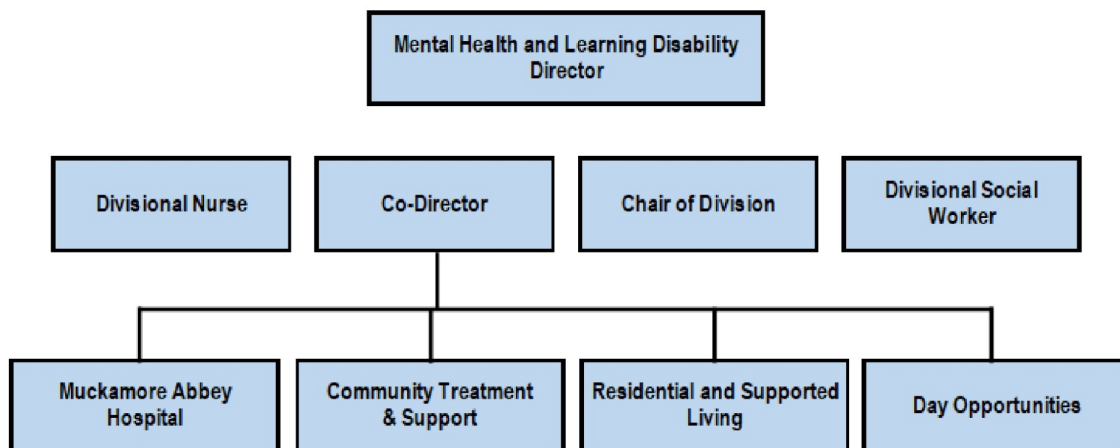 Mental Health and Learning Disability
Director
Divisional Nurse
Co-Director
Chair of Division
Divisional Social
Worker
Muckamore Abbey
Hospital
Community Treatment
& Support
Residential and Supported
Living
Day Opportunities